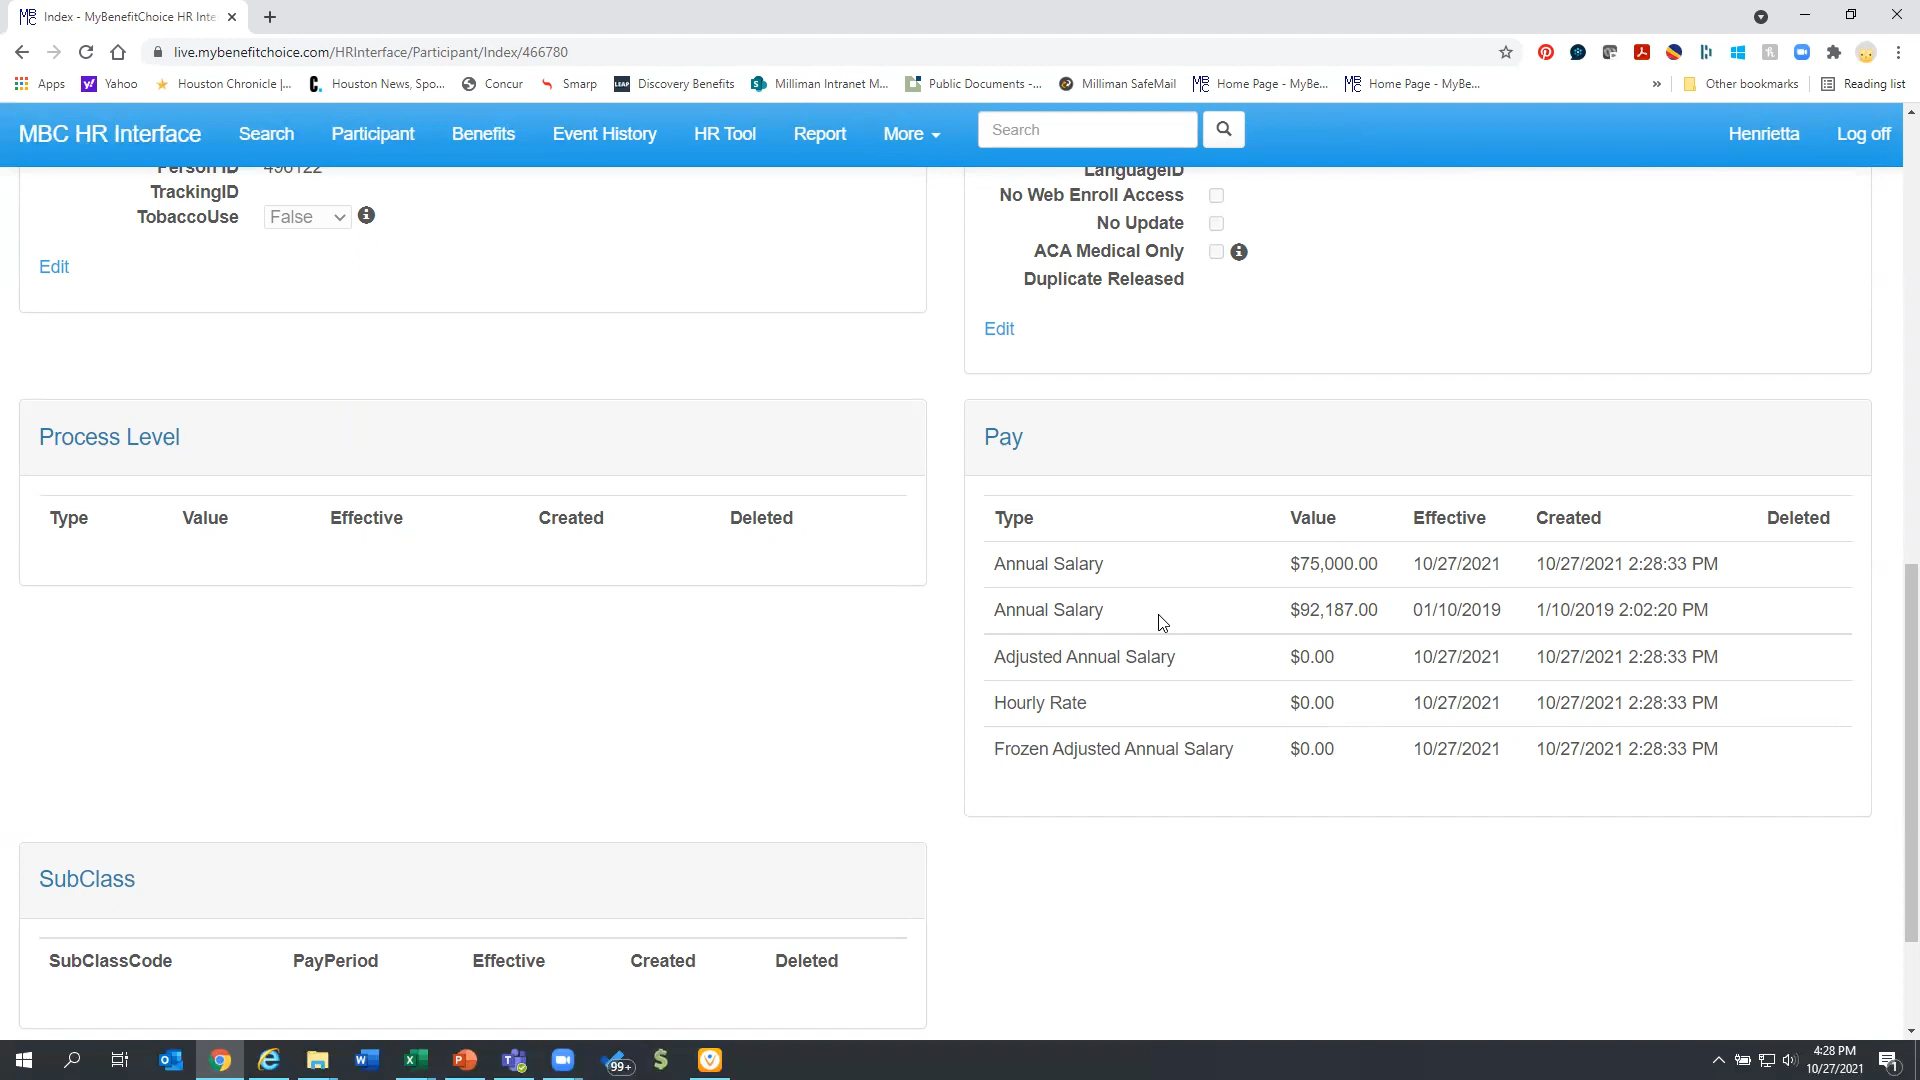 Index - MyBenefitChoice HR Inte
live.mybenefitchoice.com/HRInterface/Participant/Index/466780
Apps Yahoo Houston Chronicle |... Houston News, Spo... Concur Smarp Discovery Benefits Milliman Intranet M... Public Documents -... Milliman SafeMail Home Page - MyBe... Home Page - MyBe... » Other bookmarks Reading list
MBC HR Interface Search Participant Benefits Event History HR Tool Report More Search Henrietta Log off
Person ID 496122
TrackingID
TobaccoUse False
Edit
LanguageID
No Web Enroll Access
No Update
ACA Medical Only
Duplicate Released
Edit
Process Level
Type Value Effective Created Deleted
Pay
Type Value Effective Created Deleted
Annual Salary $75,000.00 10/27/2021 10/27/2021 2:28:33 PM
Annual Salary $92,187.00 01/10/2019 1/10/2019 2:02:20 PM
Adjusted Annual Salary $0.00 10/27/2021 10/27/2021 2:28:33 PM
Hourly Rate $0.00 10/27/2021 10/27/2021 2:28:33 PM
Frozen Adjusted Annual Salary $0.00 10/27/2021 10/27/2021 2:28:33 PM
SubClass
SubClassCode PayPeriod Effective Created Deleted
99+
4:28 PM
10/27/2021
1